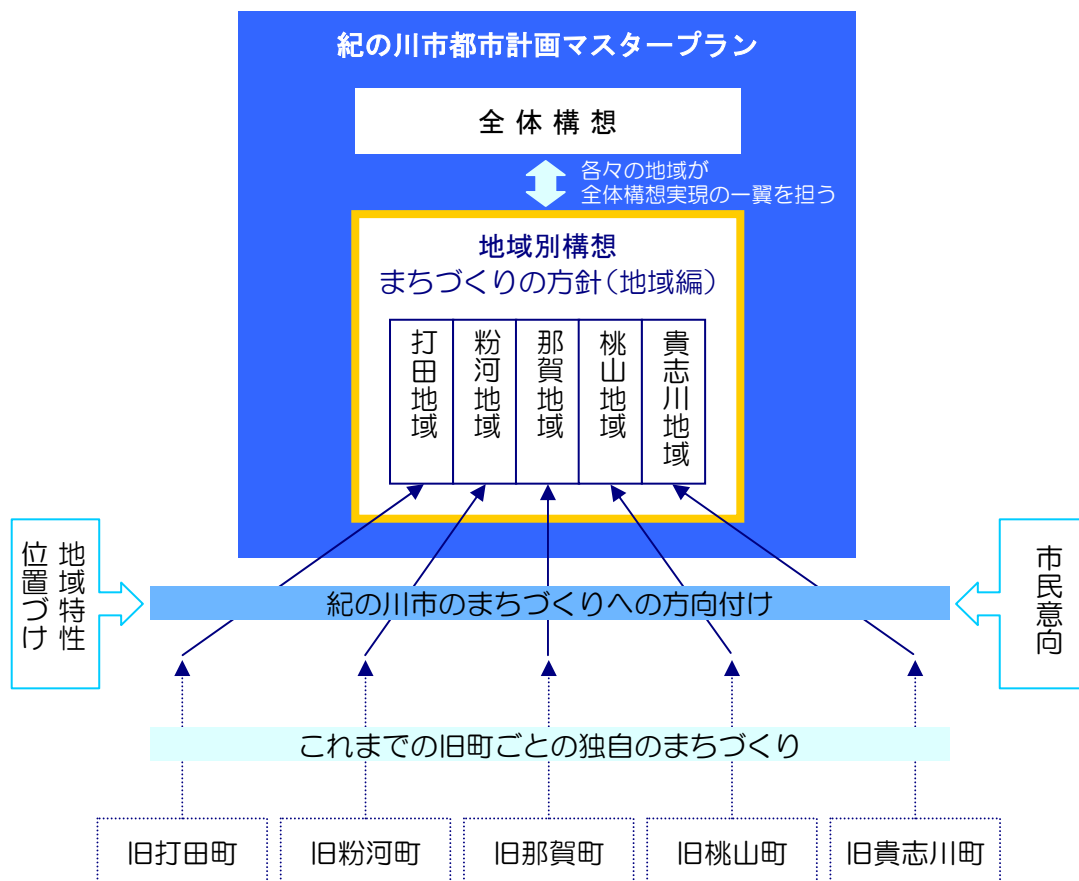 紀の川市都市計画マスタープラン
全体構想
各々の地域が
全体構想実現の一翼を担う
地域別構想
まちづくりの方針(地域編)
打田地域
粉河地域
那賀地域
桃山地域
貴志川地域
地域特性
位置づけ
市民意向
紀の川市のまちづくりへの方向付け
これまでの旧町ごとの独自のまちづくり
旧打田町
旧粉河町
旧那賀町
旧桃山町
旧貴志川町